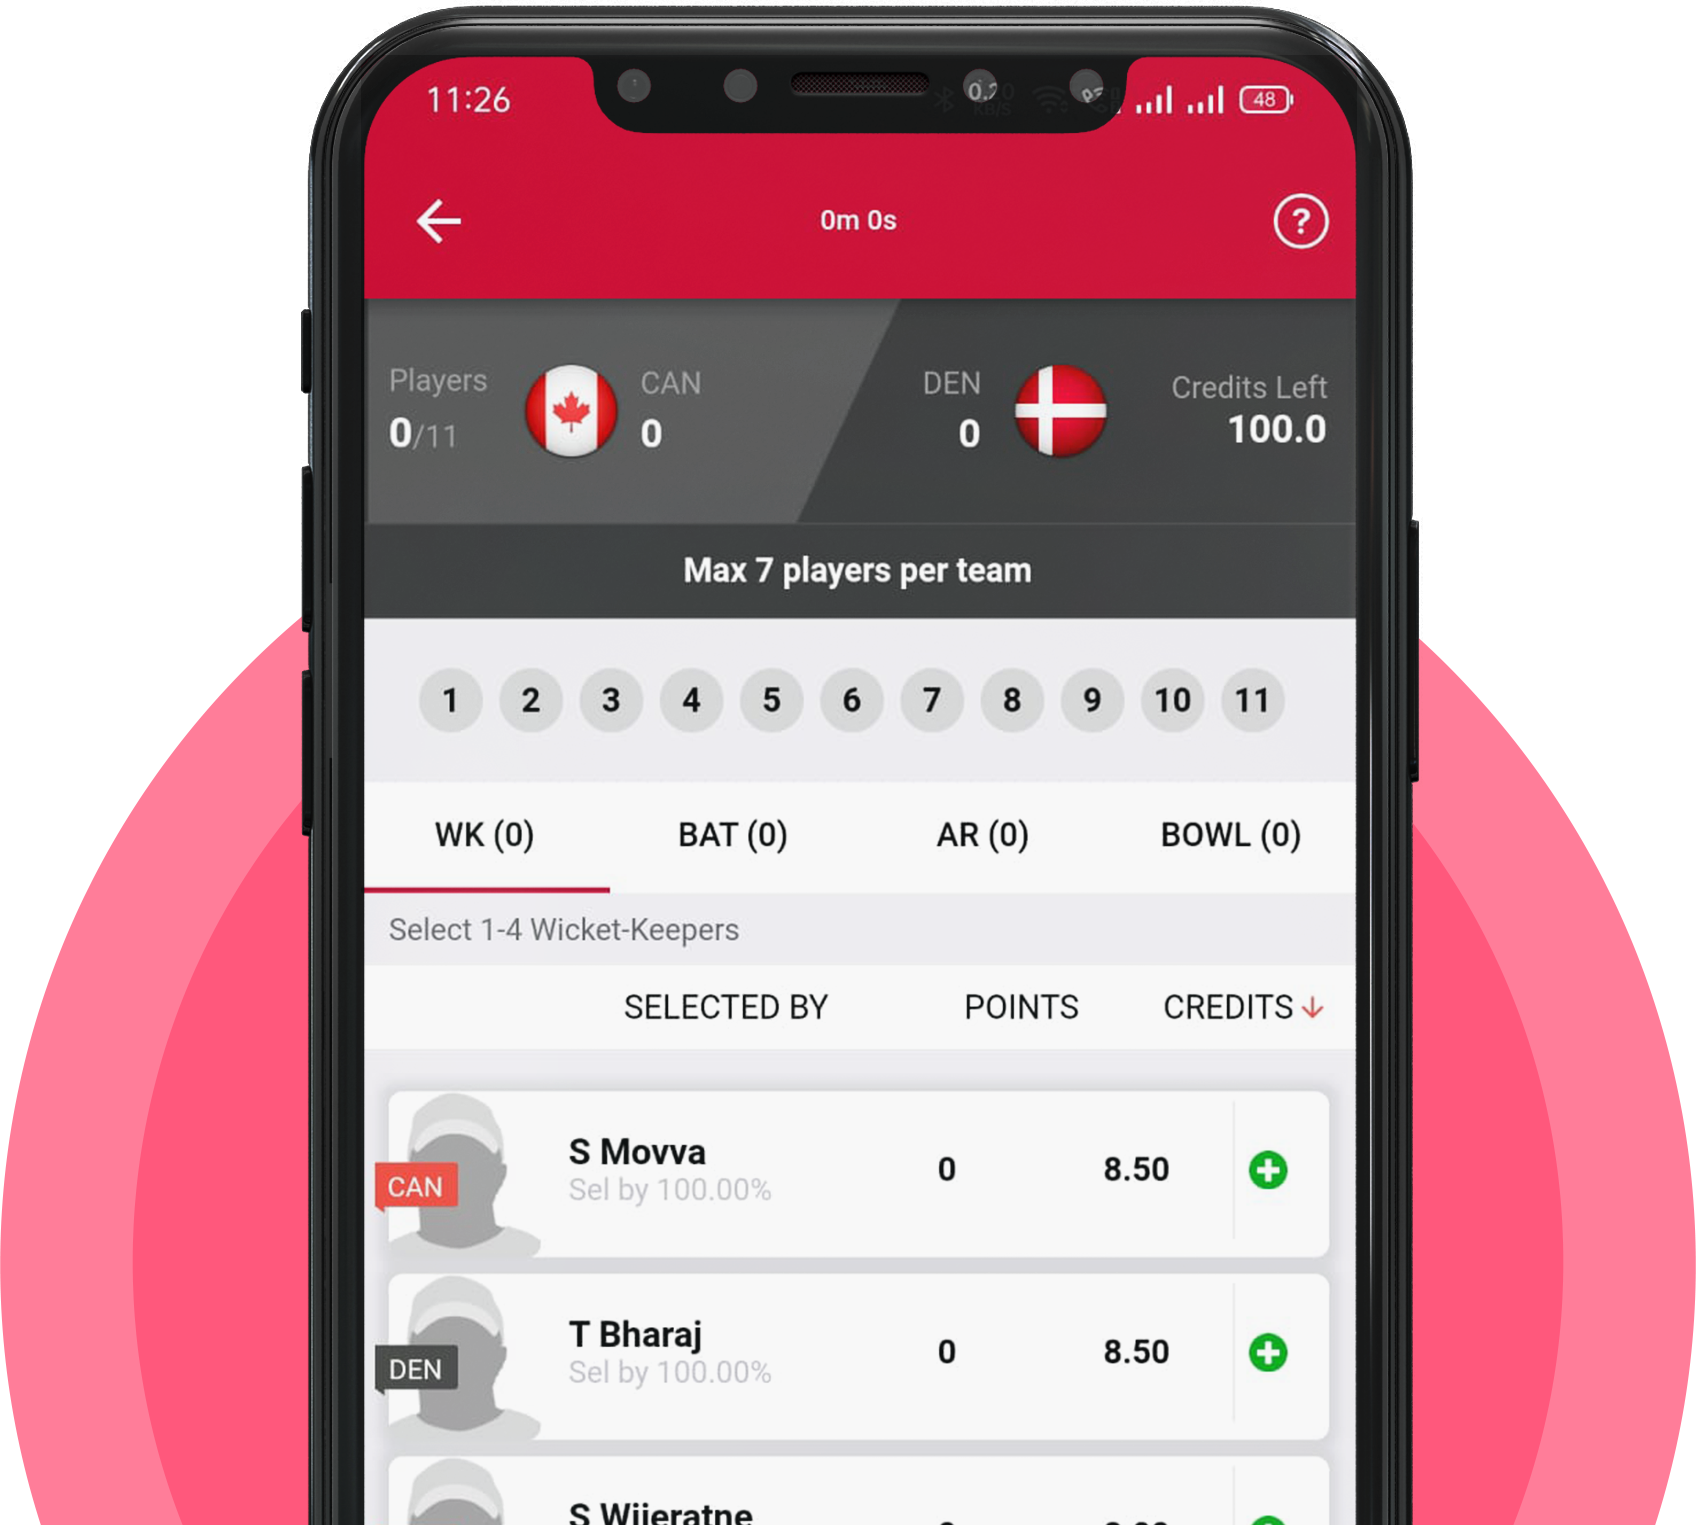 11:26
48
0m 0s
?
Players
CAN
DEN
Credits Left
0/11
0
0
100.0
Max 7 players per team
1 2 3 4 5 6 7 8 9 10 11
WK (0) BAT (0) AR (0) BOWL (0)
Select 1-4 Wicket-Keepers
SELECTED BY POINTS CREDITS
S Movva
Sel by 100.00%
0
8.50
CAN
T Bharaj
Sel by 100.00%
0
8.50
DEN
S Wijeratne